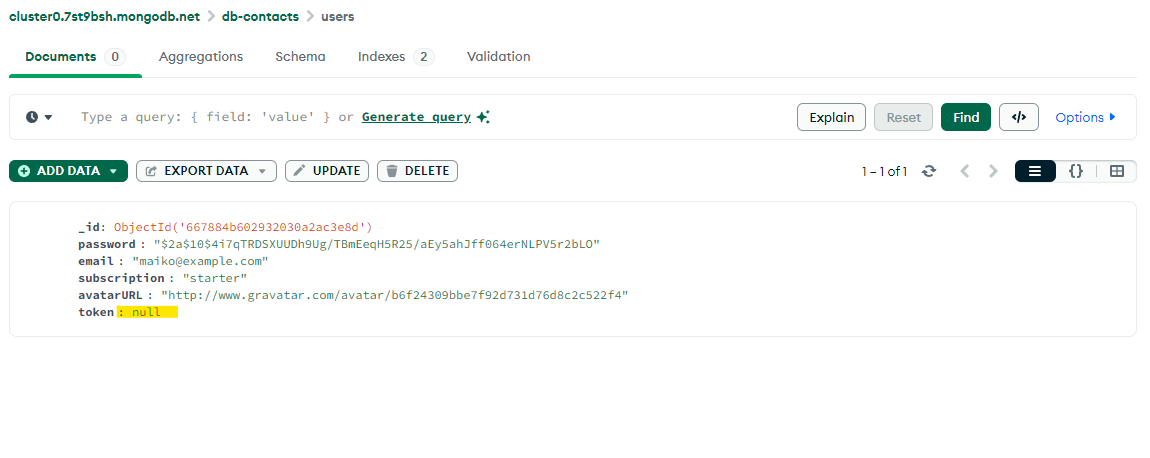 cluster0.7st9bsh.mongodb.net > db-contacts > users
Documents 0 Aggregations Schema Indexes 2 Validation
Type a query: { field: 'value' } or Generate query Explain Reset Find </> Options
ADD DATA EXPORT DATA UPDATE DELETE 1 – 1 of 1 {}
_id: ObjectId('667884b602932030a2ac3e8d')
password : "$2a$10$4i7qTRDSXUUDh9Ug/TBmEeqH5R25/aEy5ahJff064erNLPV5r2bLO"
email : "maiko@example.com"
subscription : "starter"
avatarURL : "http://www.gravatar.com/avatar/b6f24309bbe7f92d731d76d8c2c522f4"
token : null